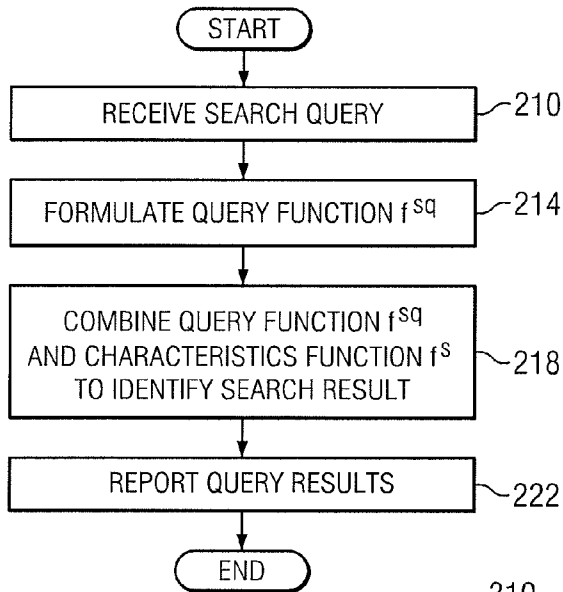 START
RECEIVE SEARCH QUERY
210
FORMULATE QUERY FUNCTION f^sq
214
COMBINE QUERY FUNCTION f^sq
AND CHARACTERISTICS FUNCTION f^s
TO IDENTIFY SEARCH RESULT
218
REPORT QUERY RESULTS
222
END